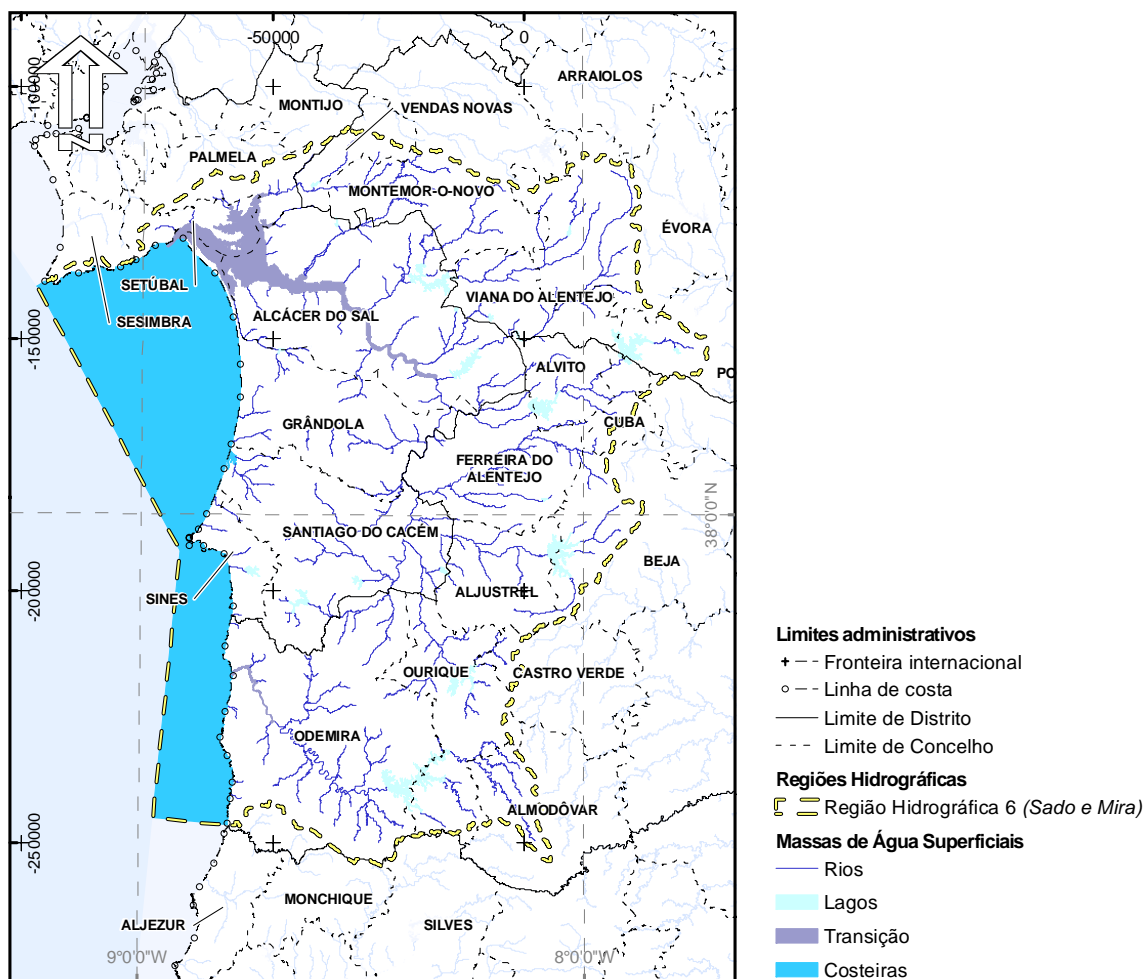 -50000
0
-100000
ARRAIOLOS
MONTIJO
VENDAS NOVAS
N
PALMELA
MONTEMOR-O-NOVO
ÉVORA
SETÚBAL
VIANA DO ALENTEJO
SESIMBRA
ALCÁCER DO SAL
-150000
ALVITO
PO
GRÂNDOLA
CUBA
FERREIRA DO
ALENTEJO
38°0'0"N
SANTIAGO DO CACÉM
BEJA
SINES
-200000
ALJUSTREL
OURIQUE
CASTRO VERDE
ODEMIRA
ALMODÔVAR
-250000
MONCHIQUE
ALJEZUR
SILVES
9°0'0"W
8°0'0"W
Limites administrativos
Fronteira internacional
Linha de costa
Limite de Distrito
Limite de Concelho
Regiões Hidrográficas
Região Hidrográfica 6 (Sado e Mira)
Massas de Água Superficiais
Rios
Lagos
Transição
Costeiras